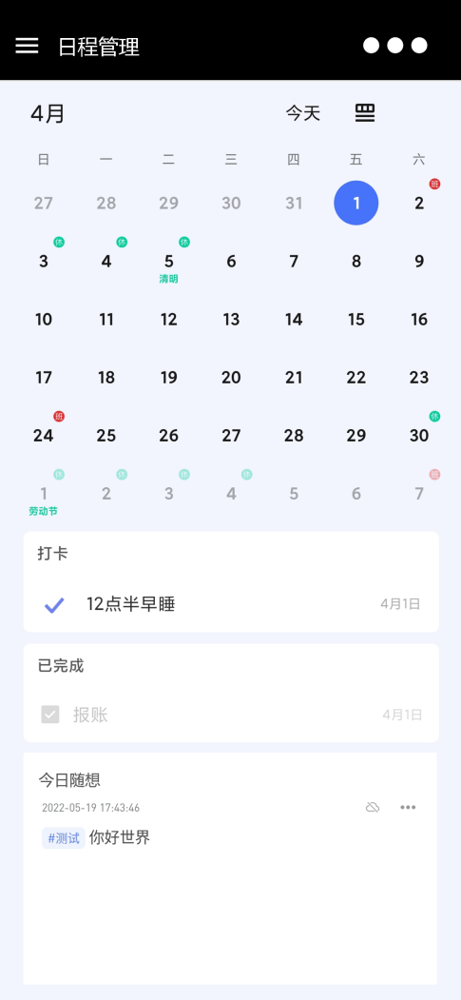 日程管理
4月 今天
日 一 二 三 四 五 六
班
27 28 29 30 31 1 2
休 休 休
3 4 5 6 7 8 9
清明
10 11 12 13 14 15 16
17 18 19 20 21 22 23
班 休
24 25 26 27 28 29 30
休 休 休 休 班
1 2 3 4 5 6 7
劳动节
打卡
12点半早睡 4月1日
已完成
报账 4月1日
今日随想
2022-05-19 17:43:46
#测试 你好世界